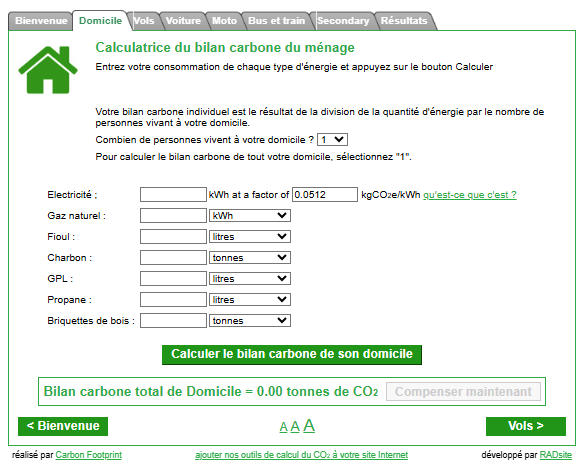 Bienvenue Domicile Vols Voiture Moto Bus et train Secondary Résultats
Calculatrice du bilan carbone du ménage
Entrez votre consommation de chaque type d'énergie et appuyez sur le bouton Calculer
Votre bilan carbone individuel est le résultat de la division de la quantité d'énergie par le nombre de
personnes vivant à votre domicile.
Combien de personnes vivent à votre domicile ? 1
Pour calculer le bilan carbone de tout votre domicile, sélectionnez "1".
Electricité ; kWh at a factor of 0.0512 kgCO2e/kWh qu'est-ce que c'est ?
Gaz naturel : kWh
Fioul : litres
Charbon : tonnes
GPL : litres
Propane : litres
Briquettes de bois : tonnes
Calculer le bilan carbone de son domicile
Bilan carbone total de Domicile = 0.00 tonnes de CO2 Compenser maintenant
< Bienvenue A A A Vols >
réalisé par Carbon Footprint ajouter nos outils de calcul du CO2 à votre site Internet développé par RADsite